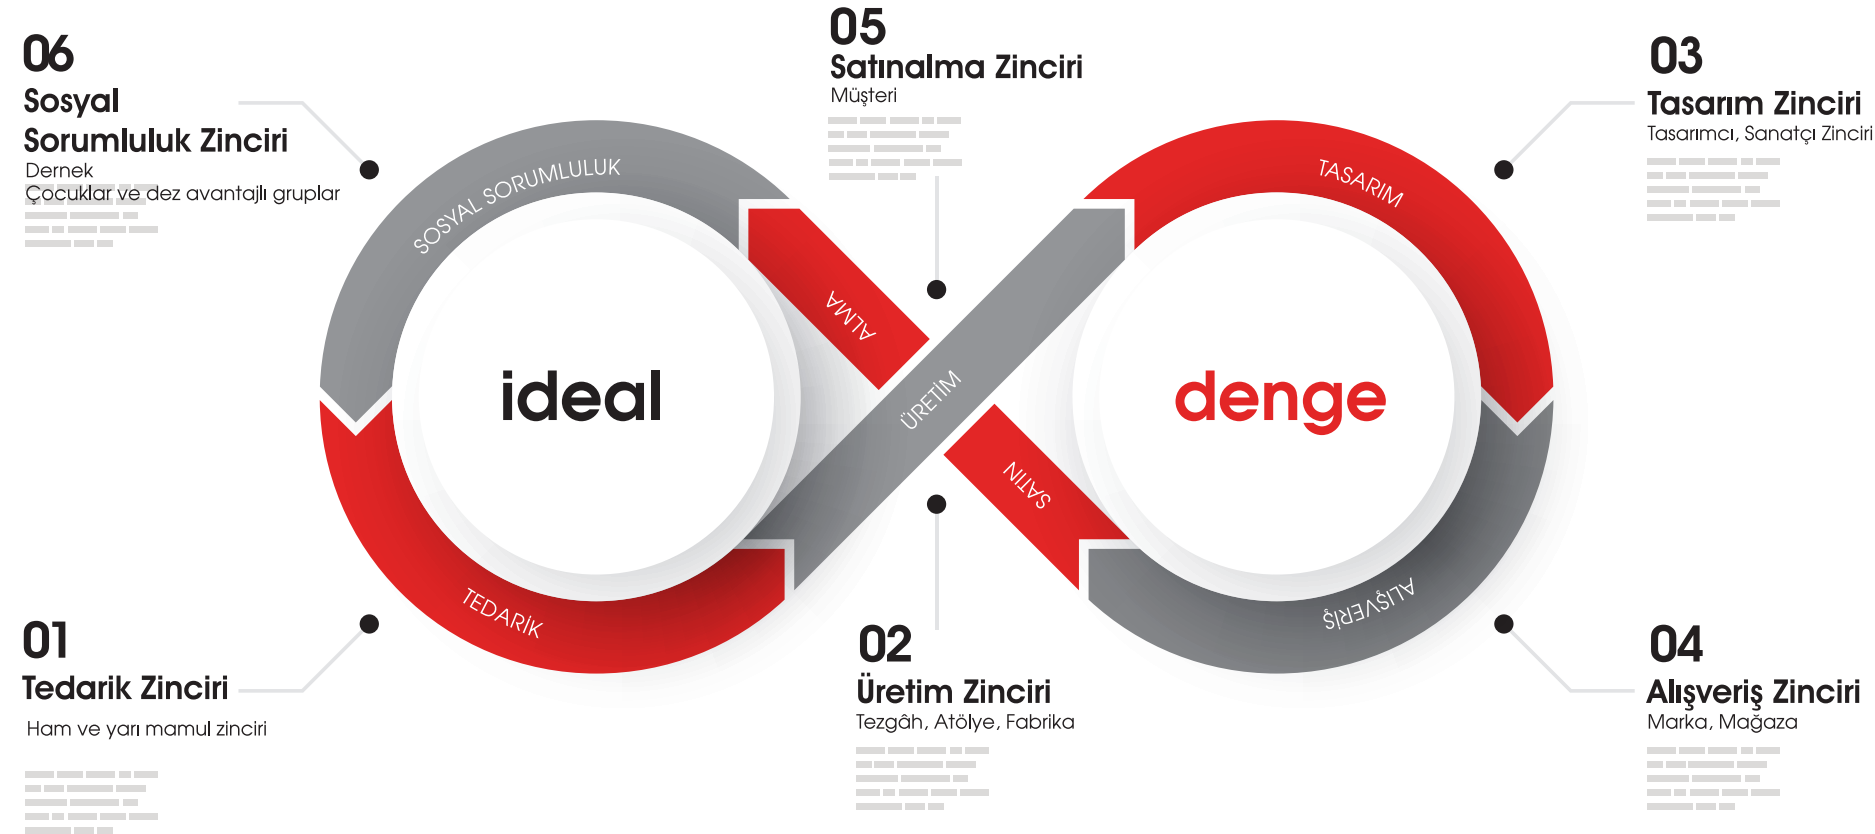 06
Sosyal
Sorumluluk Zinciri
Dernek
Çocuklar ve dez avantajlı gruplar
05
Satınalma Zinciri
Müşteri
03
Tasarım Zinciri
Tasarımcı, Sanatçı Zinciri
SOSYAL SORUMLULUK
TASARIM
ALMA
ideal
ÜRETİM
denge
SATIN
TEDARİK
ALIŞVERİŞ
01
Tedarik Zinciri
Ham ve yarı mamul zinciri
02
Üretim Zinciri
Tezgâh, Atölye, Fabrika
04
Alışveriş Zinciri
Marka, Mağaza